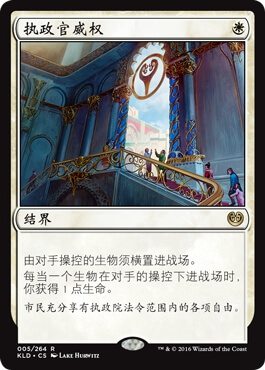 执政官威权
结界
由对手操控的生物须横置进战场。
每当一个生物在对手的操控下进战场时，
你获得1点生命。
市民充分享有执政院法令范围内的各项自由。
005/264 R
KLD • CS LAKE HURWITZ
™ & © 2016 Wizards of the Coast